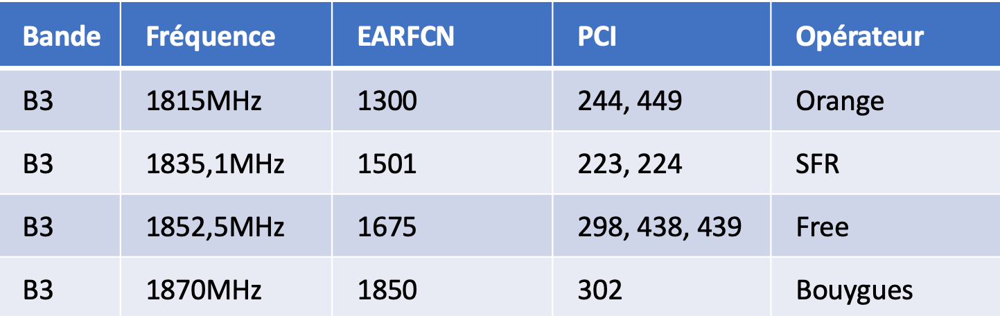 Bande Fréquence EARFCN PCI Opérateur
B3 1815MHz 1300 244, 449 Orange
B3 1835,1MHz 1501 223, 224 SFR
B3 1852,5MHz 1675 298, 438, 439 Free
B3 1870MHz 1850 302 Bouygues